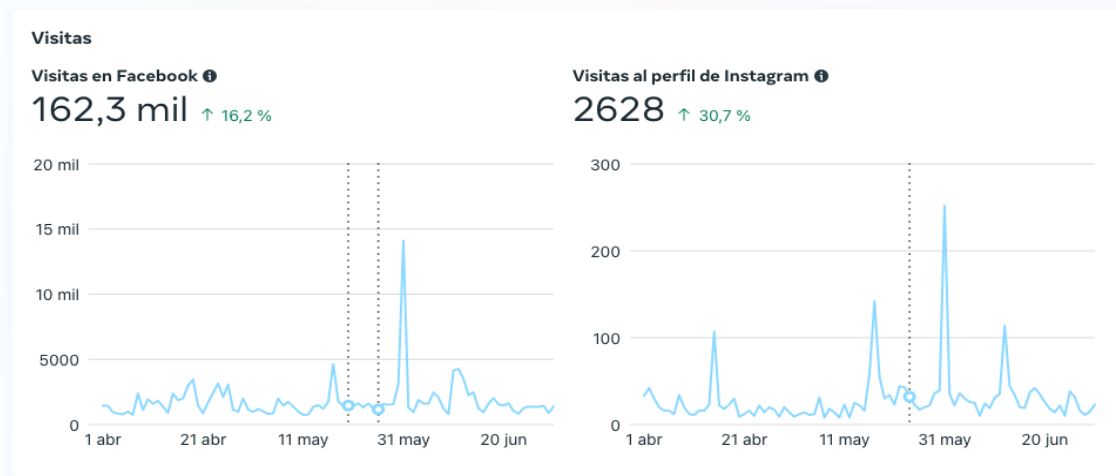 Visitas
Visitas en Facebook
162,3 mil ↑ 16,2 %
20 mil
15 mil
10 mil
5000
0
1 abr 21 abr 11 may 31 may 20 jun
Visitas al perfil de Instagram
2628 ↑ 30,7 %
300
200
100
0
1 abr 21 abr 11 may 31 may 20 jun